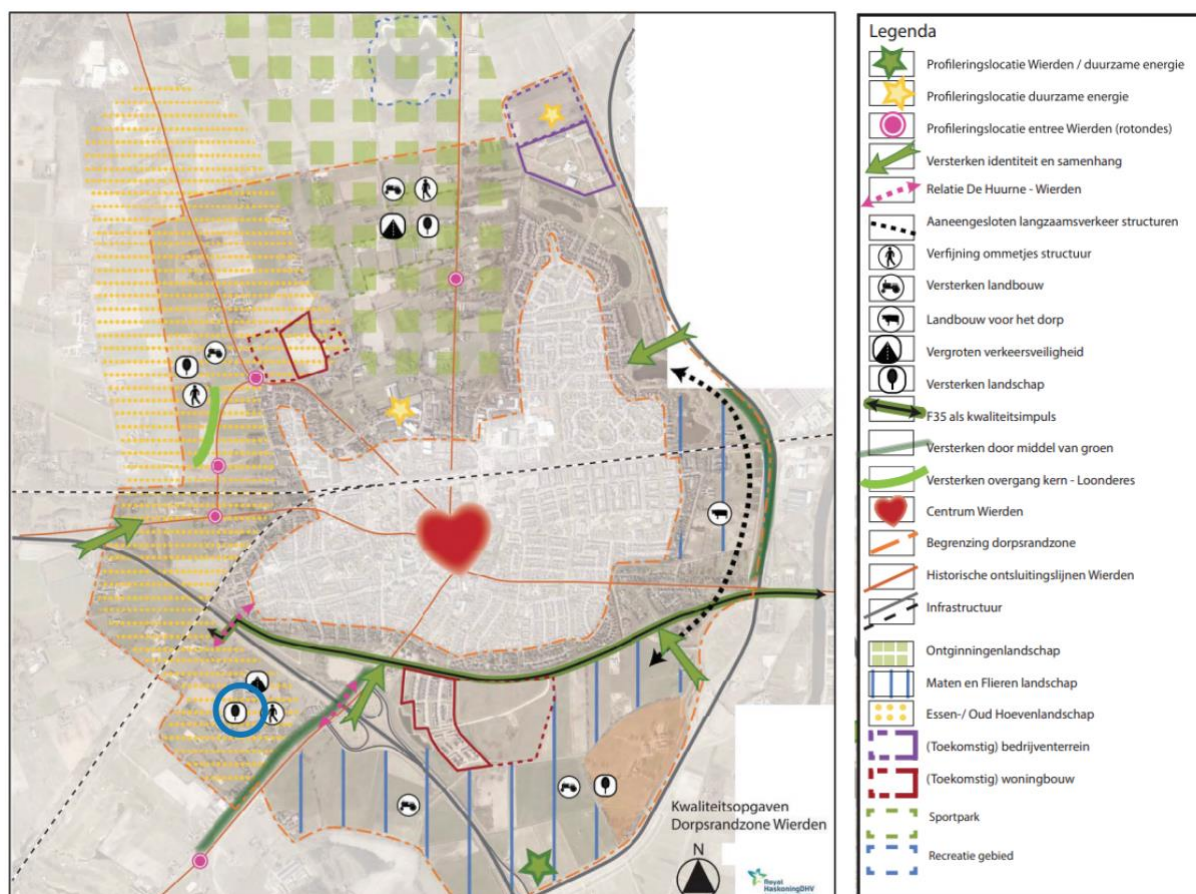 Kwaliteitsopgaven
Dorpsrandzone Wierden
N
Royal
HaskoningDHV
Legenda
Profileringslocatie Wierden / duurzame energie
Profileringslocatie duurzame energie
Profileringslocatie entree Wierden (rotondes)
Versterken identiteit en samenhang
Relatie De Huurne - Wierden
Aaneengesloten langzaamsverkeer structuren
Verfijning ommetjes structuur
Versterken landbouw
Landbouw voor het dorp
Vergroten verkeersveiligheid
Versterken landschap
F35 als kwaliteitsimpuls
Versterken door middel van groen
Versterken overgang kern - Loonderes
Centrum Wierden
Begrenzing dorpsrandzone
Historische ontsluitingslijnen Wierden
Infrastructuur
Ontginningenlandschap
Maten en Flieren landschap
Essen-/ Oud Hoevenlandschap
(Toekomstig) bedrijventerrein
(Toekomstig) woningbouw
Sportpark
Recreatie gebied